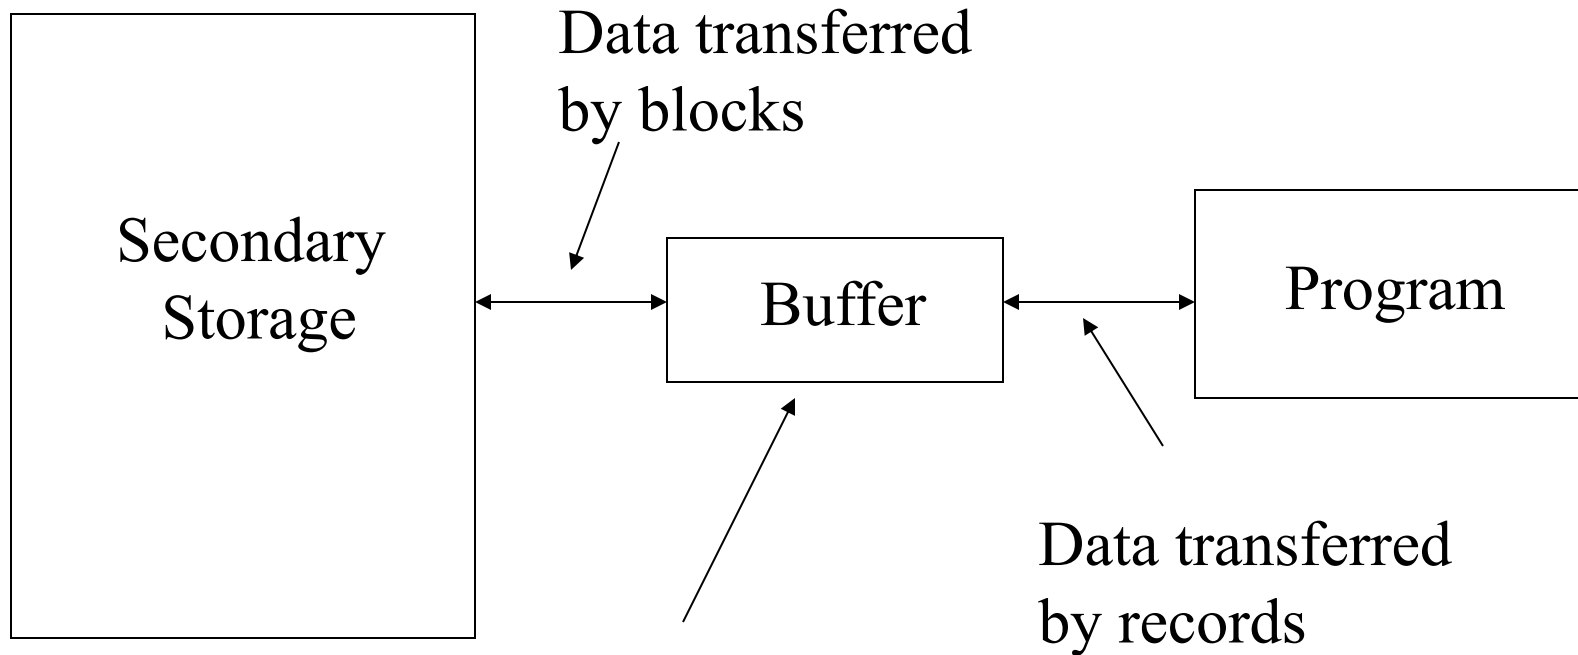 Data transferred
by blocks
Secondary
Storage
Buffer
Program
Data transferred
by records